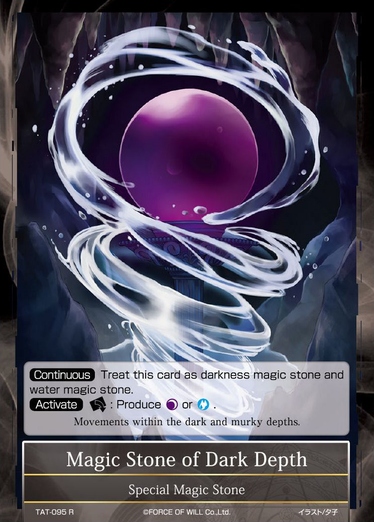 Continuous Treat this card as darkness magic stone and
water magic stone.
Activate : Produce or .
Movements within the dark and murky depths.
Magic Stone of Dark Depth
Special Magic Stone
TAT-095 R ©FORCE OF WILL Co.,Ltd. イラスト/夕子